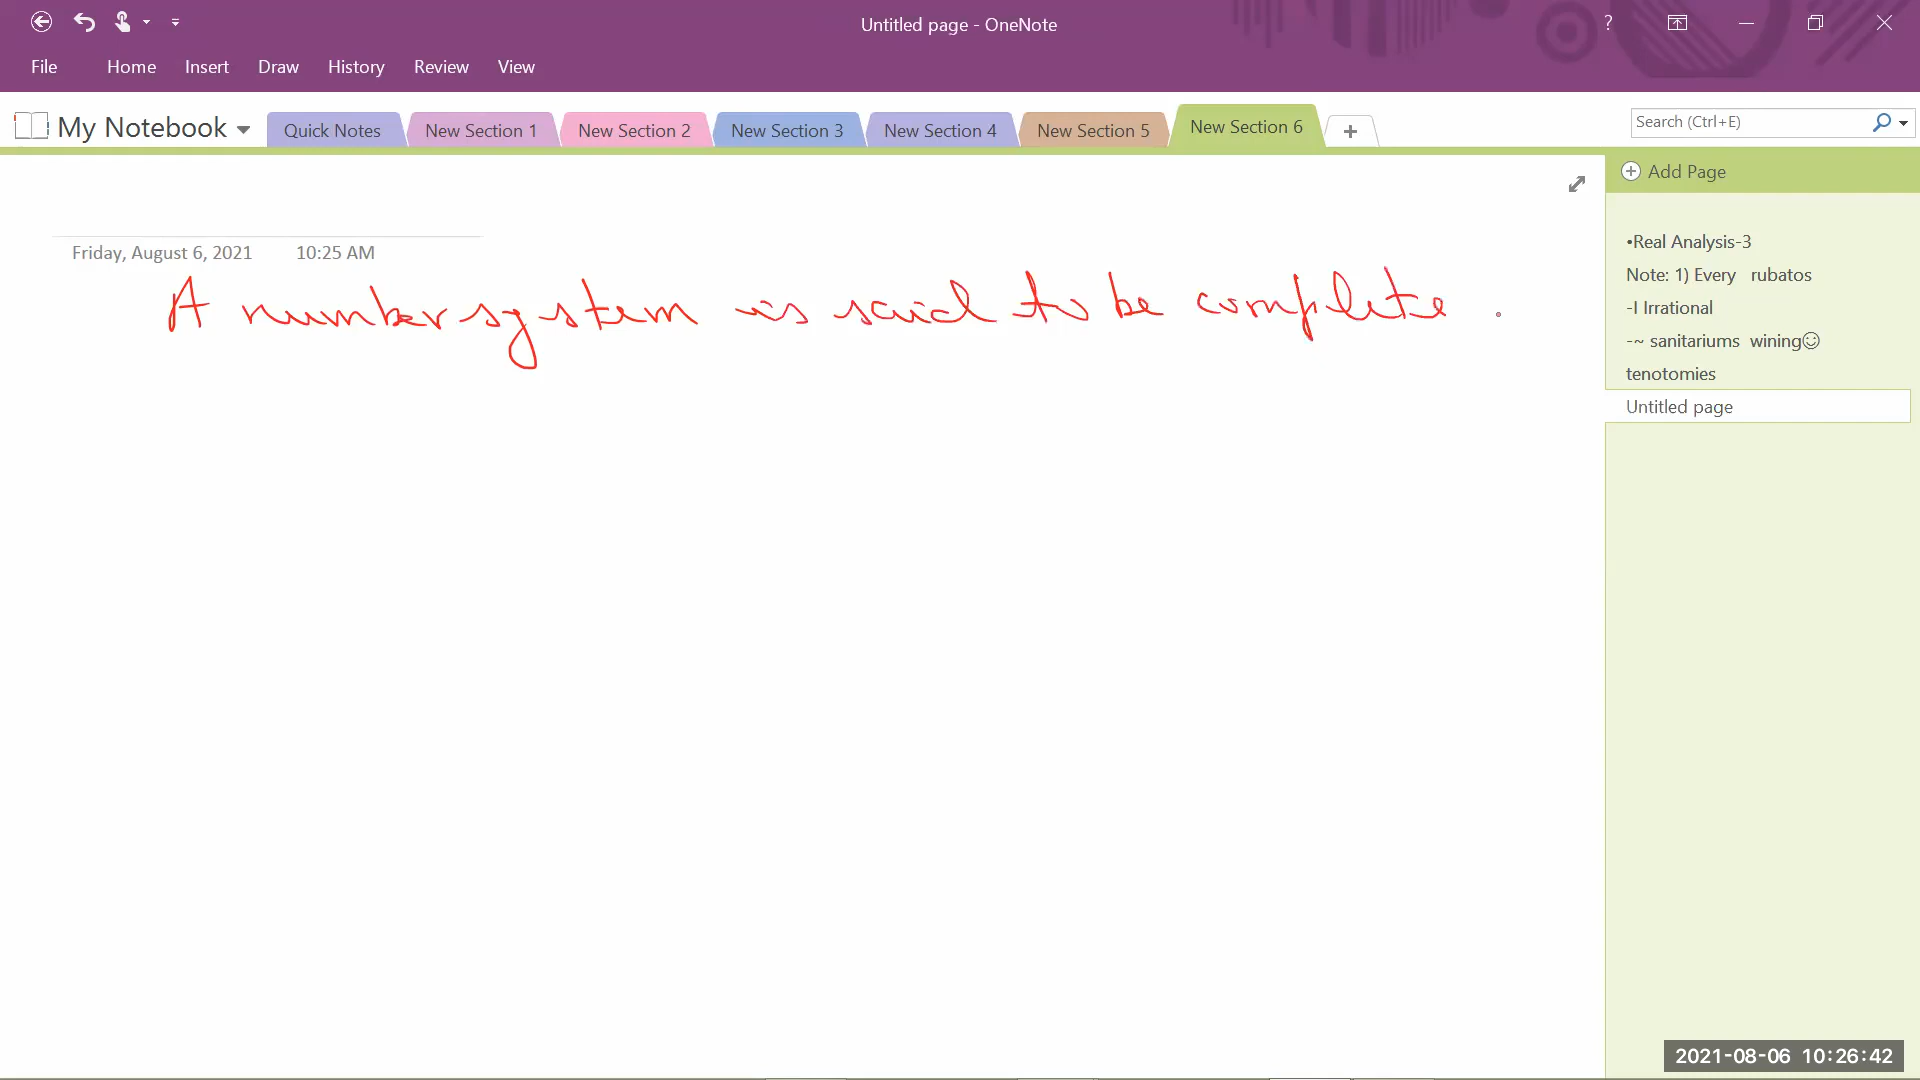 Untitled page - OneNote
?
File Home Insert Draw History Review View
My Notebook Quick Notes New Section 1 New Section 2 New Section 3 New Section 4 New Section 5 New Section 6 +
Search (Ctrl+E)
Add Page
Friday, August 6, 2021 10:25 AM
A number system is said to be complete
•Real Analysis-3
Note: 1) Every rubatos
-I Irrational
-~ sanitariums wining☺
tenotomies
Untitled page
2021-08-06 10:26:42